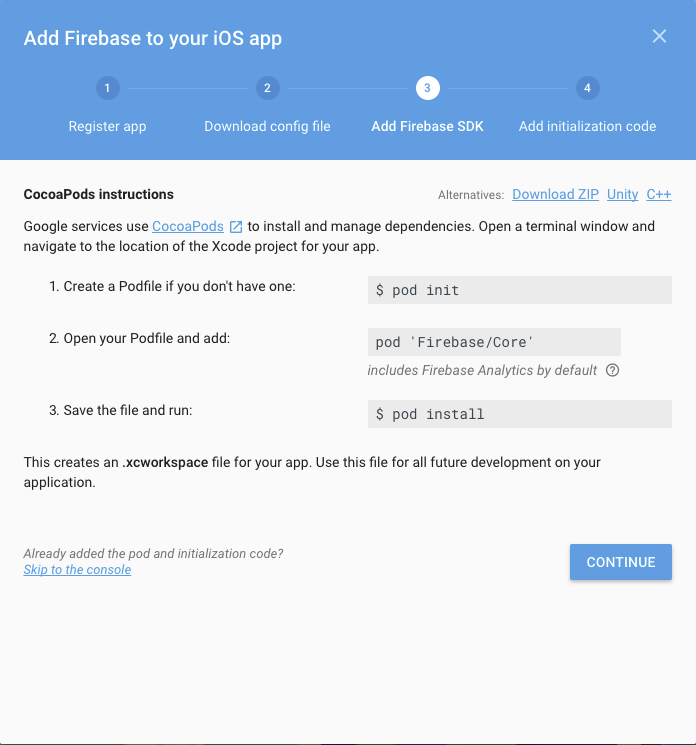 Add Firebase to your iOS app
1 2 3 4
Register app Download config file Add Firebase SDK Add initialization code
CocoaPods instructions Alternatives: Download ZIP Unity C++
Google services use CocoaPods to install and manage dependencies. Open a terminal window and
navigate to the location of the Xcode project for your app.
1. Create a Podfile if you don't have one: $ pod init
2. Open your Podfile and add: pod 'Firebase/Core'
includes Firebase Analytics by default ?
3. Save the file and run: $ pod install
This creates an .xcworkspace file for your app. Use this file for all future development on your
application.
Already added the pod and initialization code?
Skip to the console
CONTINUE